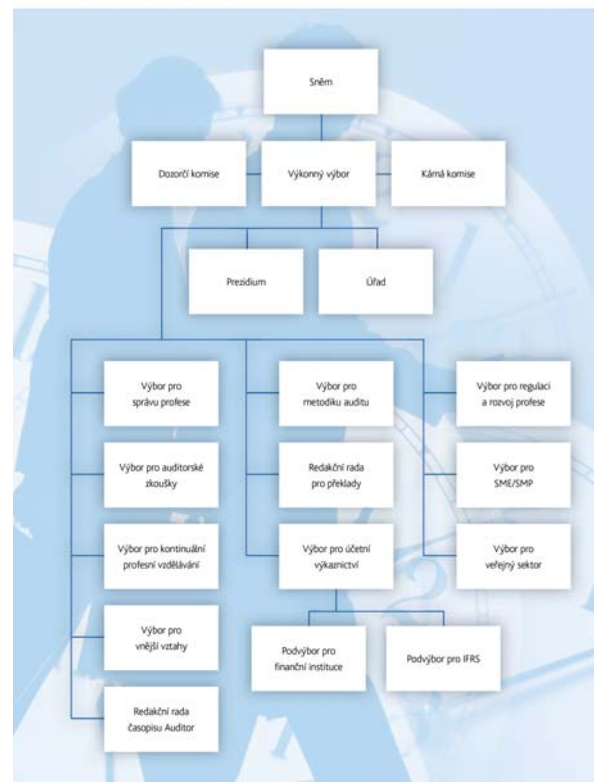 Sněm
Dozorčí komise
Výkonný výbor
Kárná komise
Prezidium
Úřad
Výbor pro
správu profese
Výbor pro
metodiku auditu
Výbor pro regulaci
a rozvoj profese
Výbor pro auditorské
zkoušky
Redakční rada
pro překlady
Výbor pro
SME/SMP
Výbor pro kontinuální
profesní vzdělávání
Výbor pro účetní
výkaznictví
Výbor pro
veřejný sektor
Výbor pro
vnější vztahy
Podvýbor pro
finanční instituce
Podvýbor pro IFRS
Redakční rada
časopisu Auditor